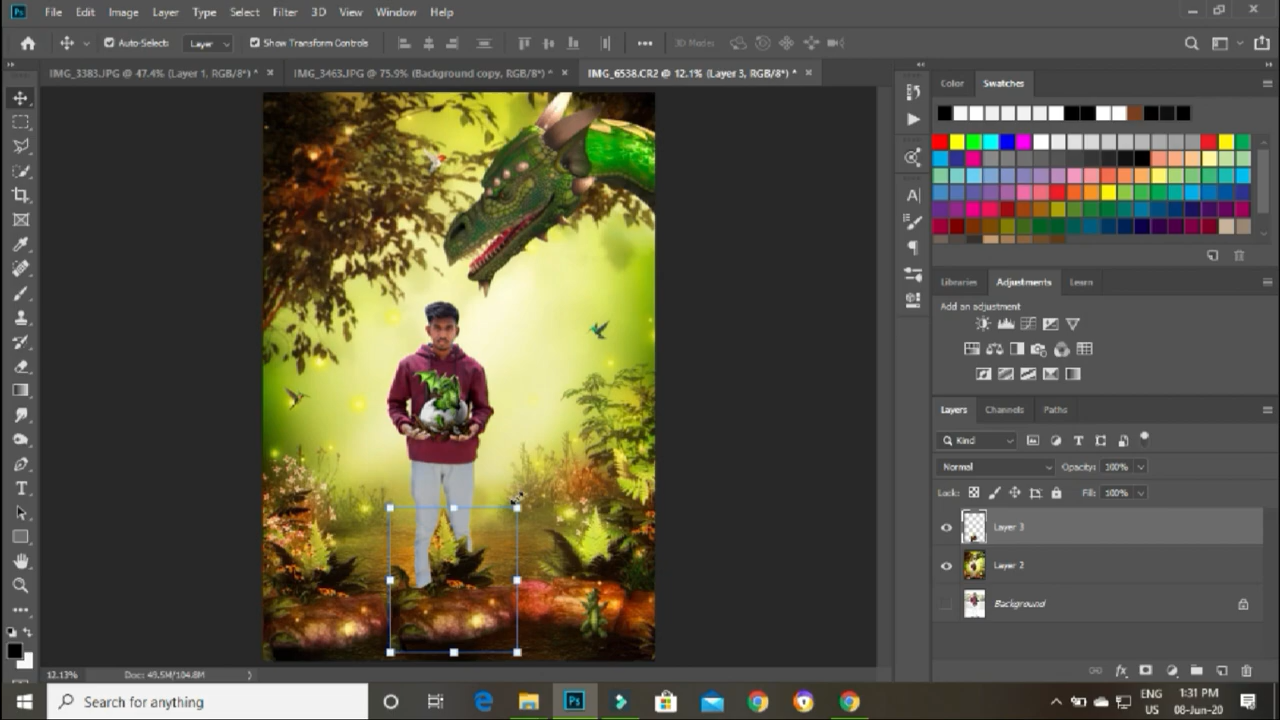 Ps File Edit Image Layer Type Select Filter 3D View Window Help
Auto-Select: Layer Show Transform Controls 3D Mode:
IMG_3383.JPG @ 47.4% (Layer 1, RGB/8*) * × IMG_3463.JPG @ 75.9% (Background copy, RGB/8*) * × IMG_6538.CR2 @ 12.1% (Layer 3, RGB/8*) * ×
Color Swatches
Libraries Adjustments Learn
Add an adjustment
Layers Channels Paths
Kind
Normal Opacity: 100%
Lock: Fill: 100%
Layer 3
Layer 2
Background
12.13% Doc: 49.5M/104.8M
Search for anything
ENG
US
1:31 PM
08-Jun-20